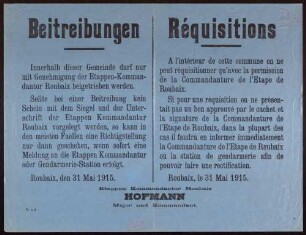 Beitreibungen
Innerhalb dieser Gemeinde darf nur
mit Genehmigung der Etappen-Komman-
dantur Roubaix beigetrieben werden.
Sollte bei einer Beitreibung kein
Schein mit dem Siegel und der Unter-
schrift der Etappen Kommandantur
Roubaix vorgelegt werden, so kann in
den meisten Faellen eine Richtigstellung
nur dann geschehen, wenn sofort eine
Meldung an die Etappen Kommandantur
oder Gendarmerie-Station erfolgt.
Roubaix, den 31 Mai 1915.
Réquisitions
A l'intérieur de cette commune on ne
peut réquisitionner qu'avec la permission
de la Commandanture de l'Etape de
Roubaix.
Si pour une réquisition on ne présen-
tait pas un bon approuvé par le cachet et
la signature de la Commandanture de
l'Etape de Roubaix, dans la plupart des
cas il faudra en informer immédiatement
la Commandanture de l'Etape de Roubaix
ou la station de gendarmerie afin de
pouvoir faire une rectification.
Roubaix, le 31 Mai 1915.
Etappen Kommandantur Roubaix
HOFMANN
Major und Kommandant